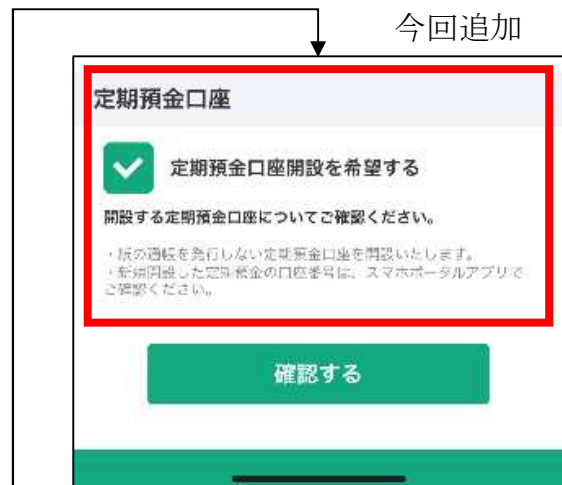 今回追加
定期預金口座
定期預金口座開設を希望する
開設する定期預金口座についてご確認ください。
・紙の通帳を発行しない定期預金口座を開設いたします。
・新規開設した定期預金の口座番号は、スマホポータルアプリで
ご確認ください。
確認する